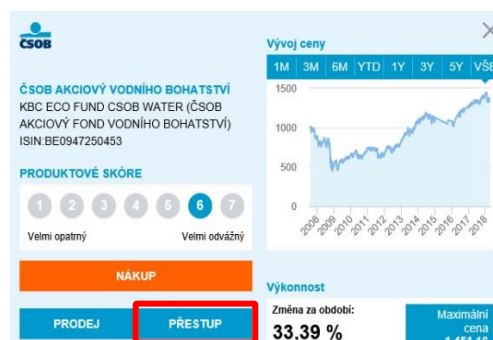 ČSOB
ČSOB AKCIOVÝ VODNÍHO BOHATSTVÍ
KBC ECO FUND CSOB WATER (ČSOB
AKCIOVÝ FOND VODNÍHO BOHATSTVÍ)
ISIN:BE0947250453
PRODUKTOVÉ SKÓRE
1 2 3 4 5 6 7
Velmi opatrný Velmi odvážný
NÁKUP
PRODEJ PŘESTUP
Vývoj ceny
1M 3M 6M YTD 1Y 3Y 5Y VŠE
1500
1000
500
0
2008 2009 2010 2011 2012 2013 2014 2015 2016 2017 2018
Výkonnost
Změna za období:
33,39 %
Maximální
cena